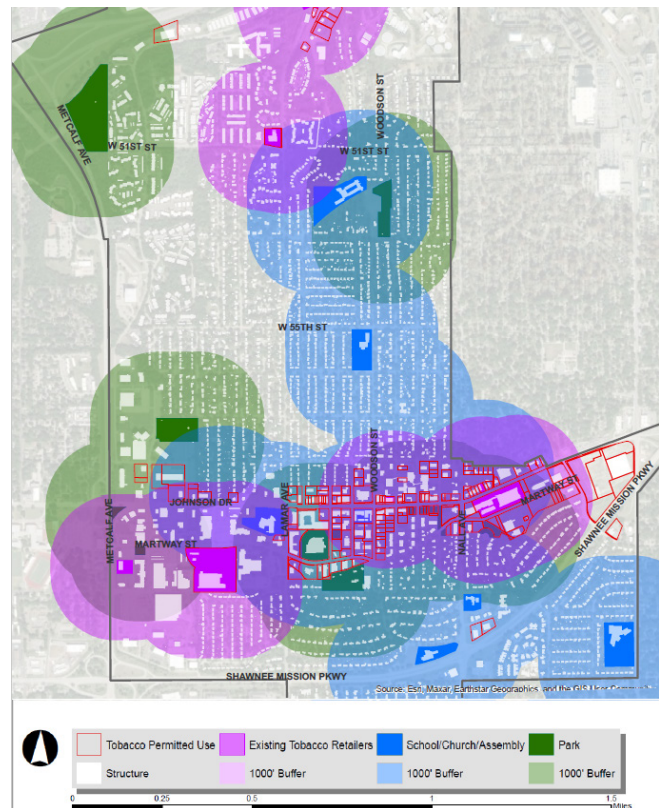 WOODSON ST
METCALF AVE
W 51ST ST
W 51ST ST
W 55TH ST
WOODSON ST
JOHNSON DR
LAMAR AVE
MARTWAY ST
NALL AVE
MARTWAY ST
METCALF AVE
SHAWNEE MISSION PKWY
SHAWNEE MISSION PKWY
Source: Esri, Maxar, Earthstar Geographics, and the GIS User
Tobacco Permitted Use Existing Tobacco Retailers School/Church/Assembly Park
Structure 1000' Buffer 1000' Buffer 1000' Buffer
0 0.25 0.5 1 1.5
Miles